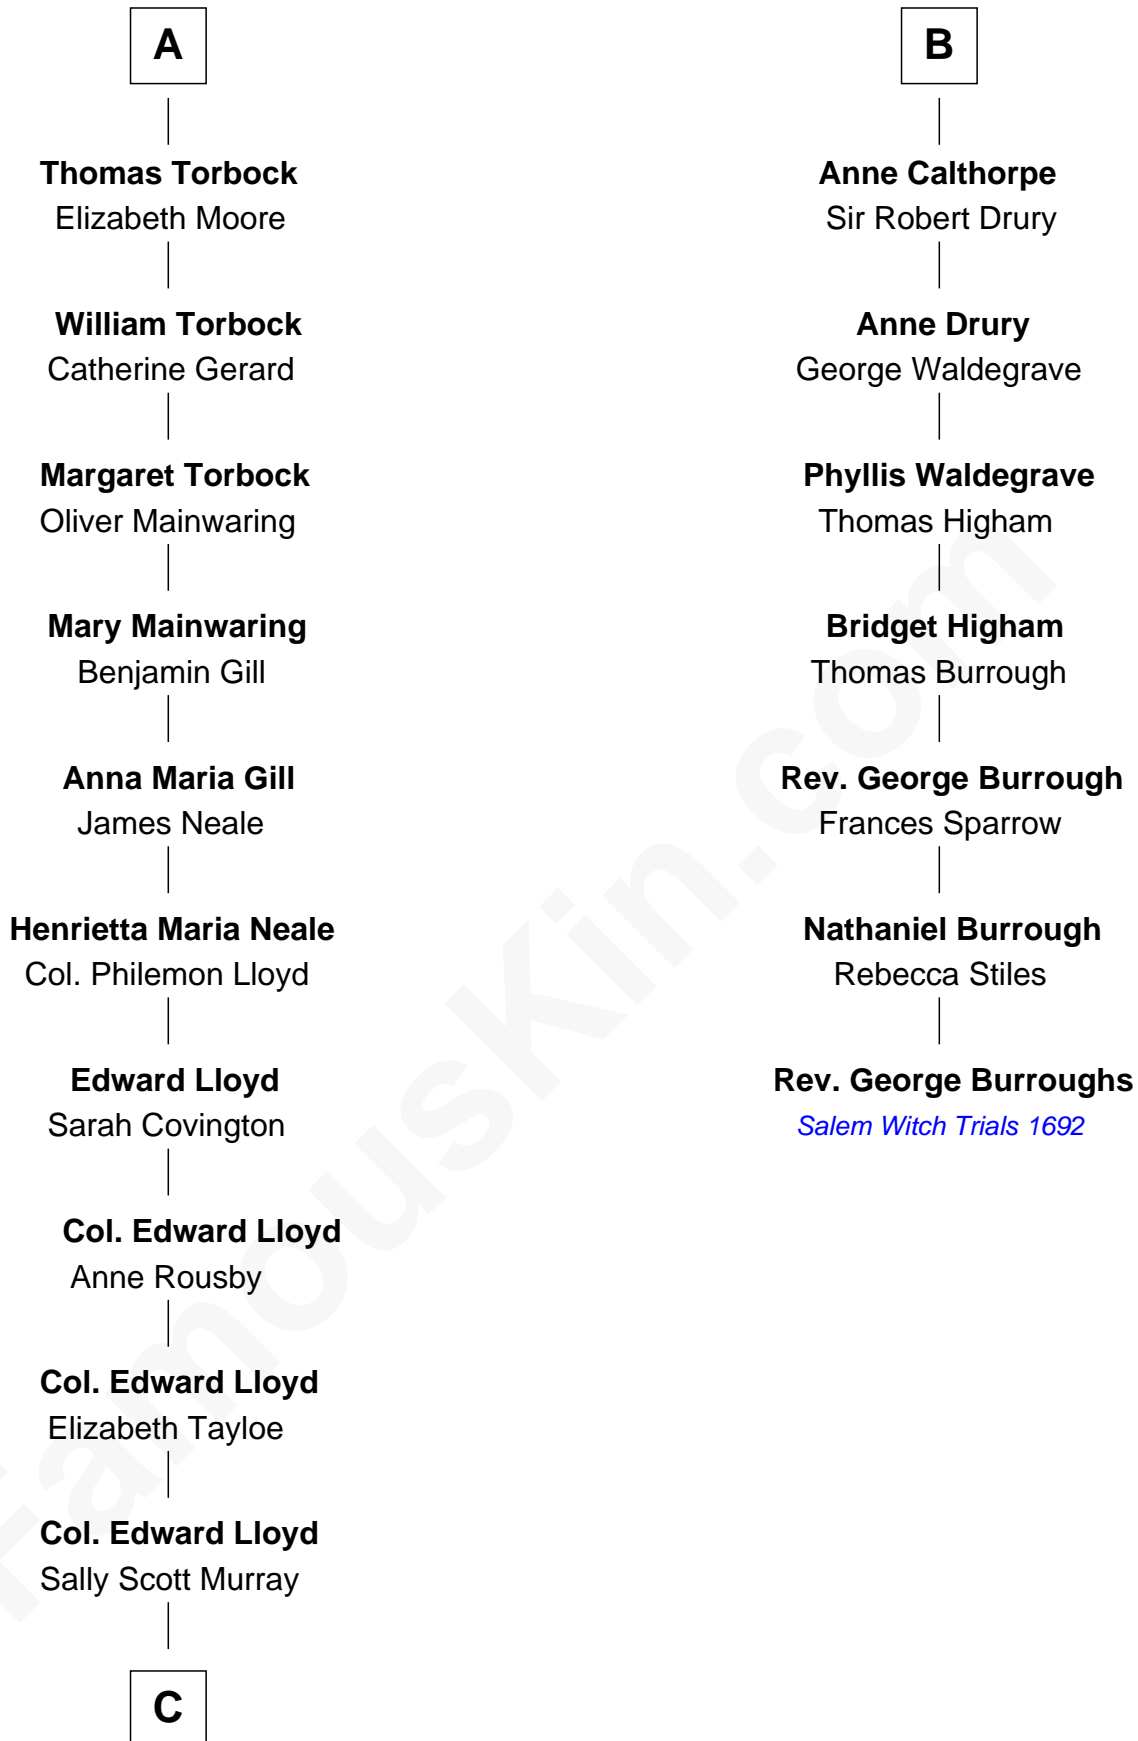 A
Thomas Torbock
Elizabeth Moore
William Torbock
Catherine Gerard
Margaret Torbock
Oliver Mainwaring
Mary Mainwaring
Benjamin Gill
Anna Maria Gill
James Neale
Henrietta Maria Neale
Col. Philemon Lloyd
Edward Lloyd
Sarah Covington
Col. Edward Lloyd
Anne Rousby
Col. Edward Lloyd
Elizabeth Tayloe
Col. Edward Lloyd
Sally Scott Murray
C
B
Anne Calthorpe
Sir Robert Drury
Anne Drury
George Waldegrave
Phyllis Waldegrave
Thomas Higham
Bridget Higham
Thomas Burrough
Rev. George Burrough
Frances Sparrow
Nathaniel Burrough
Rebecca Stiles
Rev. George Burroughs
Salem Witch Trials 1692
FamousKin.com